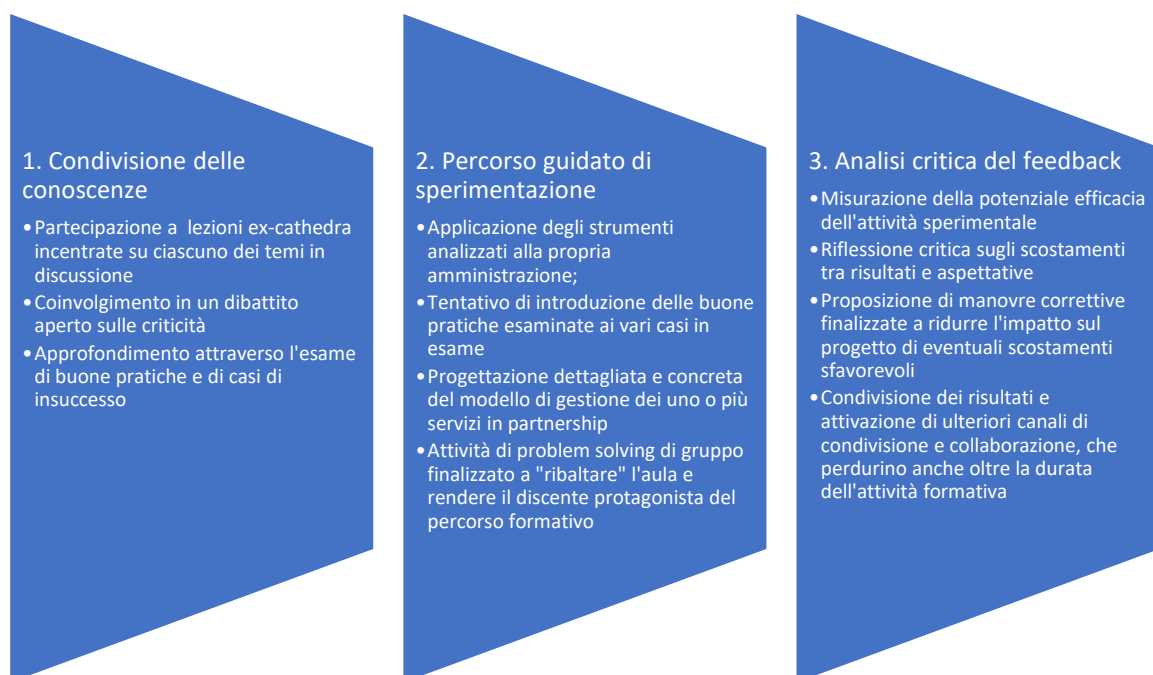 1. Condivisione delle
conoscenze
•Partecipazione a  lezioni ex-cathedra
incentrate su ciascuno dei temi in
discussione
•Coinvolgimento in un dibattito
aperto sulle criticità
•Approfondimento attraverso l'esame
di buone pratiche e di casi di
insuccesso
2. Percorso guidato di
sperimentazione
•Applicazione degli strumenti
analizzati alla propria
amministrazione;
•Tentativo di introduzione delle buone
pratiche esaminate ai vari casi in
esame
•Progettazione dettagliata e concreta
del modello di gestione dei uno o più
servizi in partnership
•Attività di problem solving di gruppo
finalizzato a "ribaltare" l'aula e
rendere il discente protagonista del
percorso formativo
3. Analisi critica del feedback
•Misurazione della potenziale efficacia
dell'attività sperimentale
•Riflessione critica sugli scostamenti
tra risultati e aspettative
•Proposizione di manovre correttive
finalizzate a ridurre l'impatto sul
progetto di eventuali scostamenti
sfavorevoli
•Condivisione dei risultati e
attivazione di ulteriori canali di
condivisione e collaborazione, che
perdurino anche oltre la durata
dell'attività formativa